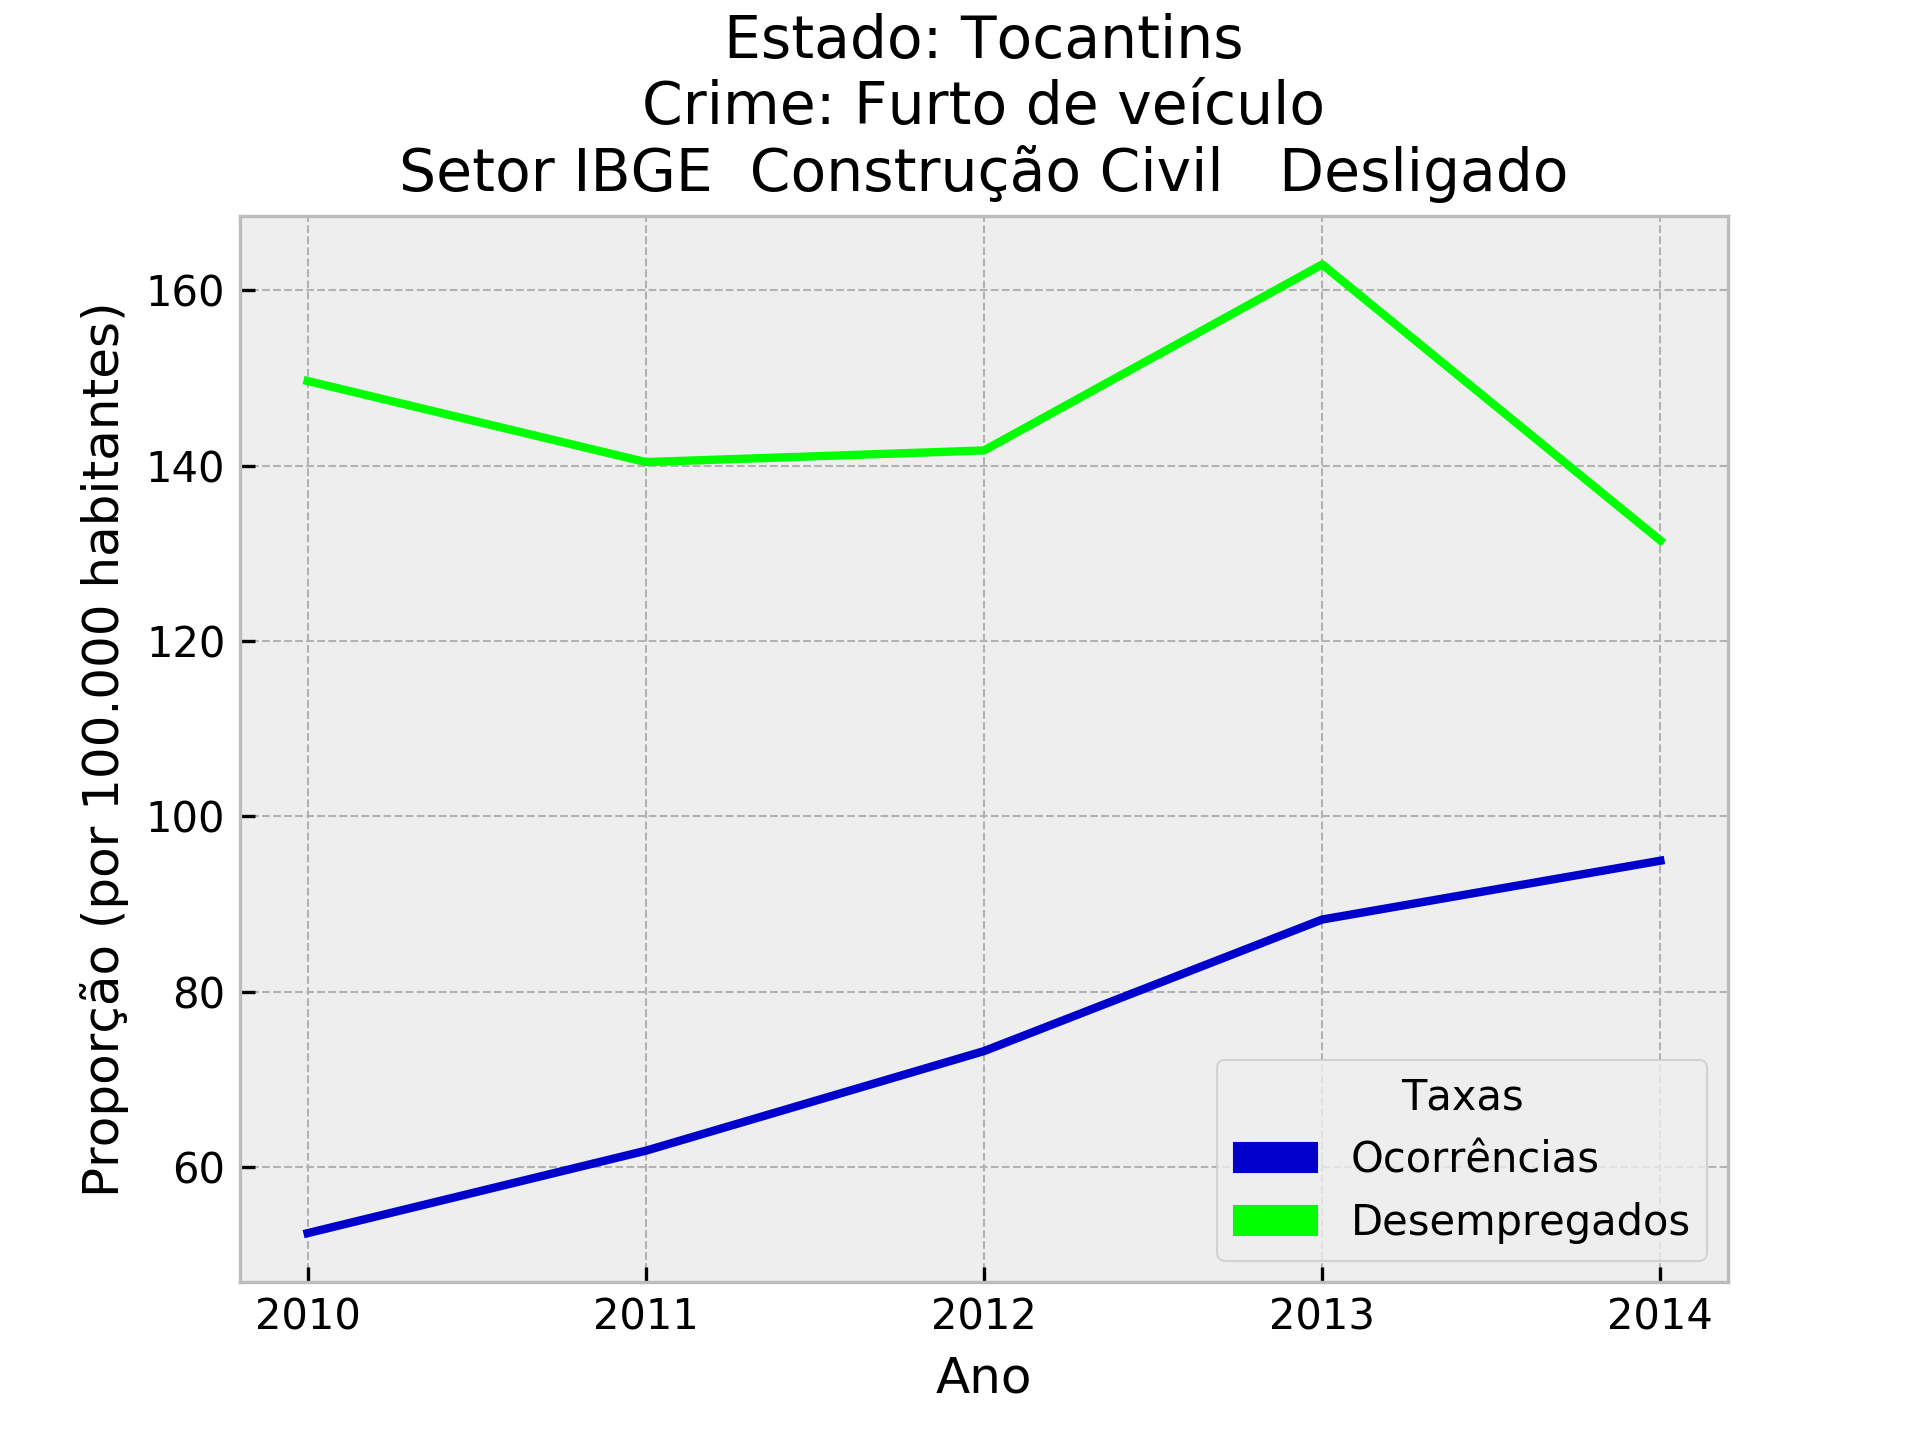 Estado: Tocantins
Crime: Furto de veículo
Setor IBGE  Construção Civil   Desligado
Proporção (por 100.000 habitantes)
160
140
120
100
80
60
Taxas
Ocorrências
Desempregados
2010 2011 2012 2013 2014
Ano